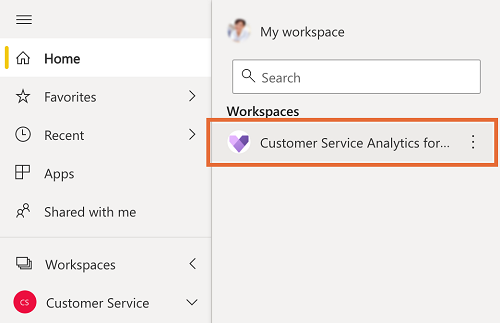 Home
Favorites
Recent
Apps
Shared with me
Workspaces
CS
Customer Service
My workspace
Search
Workspaces
Customer Service Analytics for...